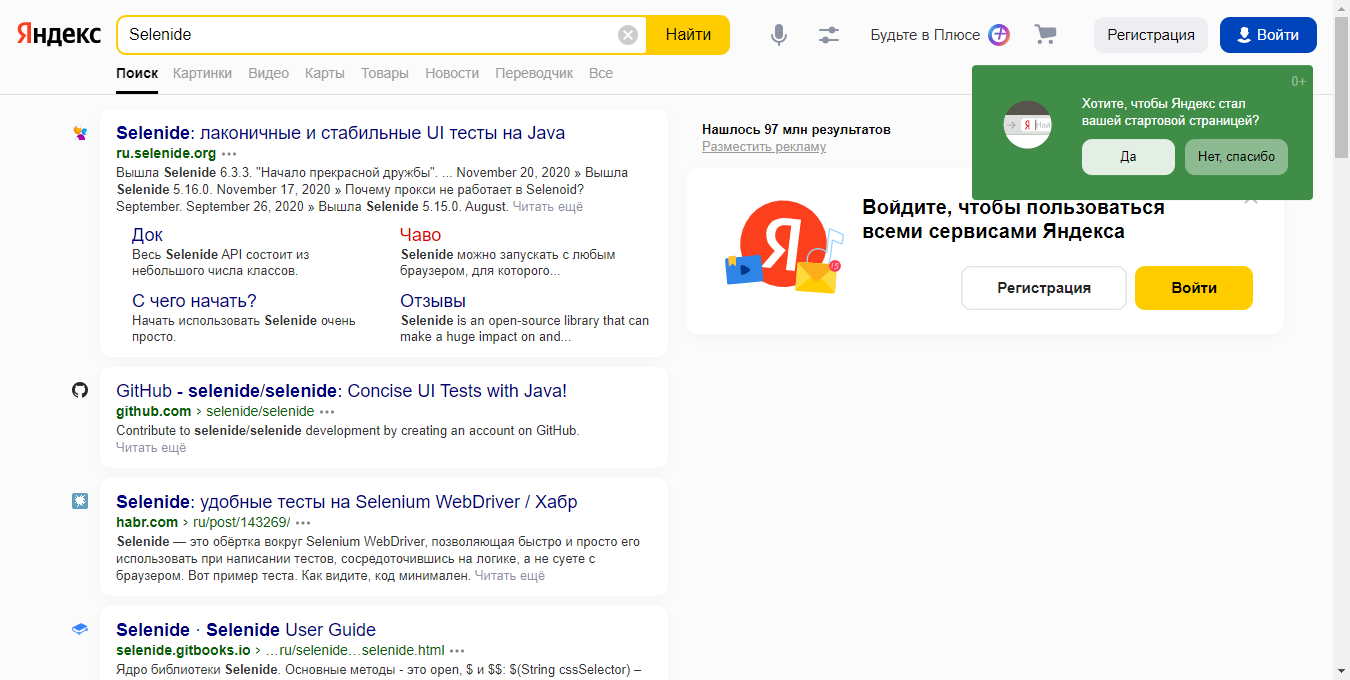 Яндекс
Selenide
Найти
Будьте в Плюсе
Регистрация
Войти
Поиск Картинки Видео Карты Товары Новости Переводчик Все
0+
Хотите, чтобы Яндекс стал
вашей стартовой страницей?
Да
Нет, спасибо
Selenide: лаконичные и стабильные UI тесты на Java
ru.selenide.org
Вышла Selenide 6.3.3. "Начало прекрасной дружбы". ... November 20, 2020 » Вышла
Selenide 5.16.0. November 17, 2020 » Почему прокси не работает в Selenoid?
September. September 26, 2020 » Вышла Selenide 5.15.0. August. Читать ещё
Док
Весь Selenide API состоит из
небольшого числа классов.
Чаво
Selenide можно запускать с любым
браузером, для которого...
С чего начать?
Начать использовать Selenide очень
просто.
Отзывы
Selenide is an open-source library that can
make a huge impact on and...
GitHub - selenide/selenide: Concise UI Tests with Java!
github.com › selenide/selenide
Contribute to selenide/selenide development by creating an account on GitHub.
Читать ещё
Selenide: удобные тесты на Selenium WebDriver / Хабр
habr.com › ru/post/143269/
Selenide — это обёртка вокруг Selenium WebDriver, позволяющая быстро и просто его
использовать при написании тестов, сосредоточившись на логике, а не суете с
браузером. Вот пример теста. Как видите, код минимален. Читать ещё
Selenide · Selenide User Guide
selenide.gitbooks.io › …ru/selenide…selenide.html
Ядро библиотеки Selenide. Основные методы - это open, $ и $$: $(String cssSelector) –
Нашлось 97 млн результатов
Разместить рекламу
Войдите, чтобы пользоваться
всеми сервисами Яндекса
Я
15
Регистрация
Войти